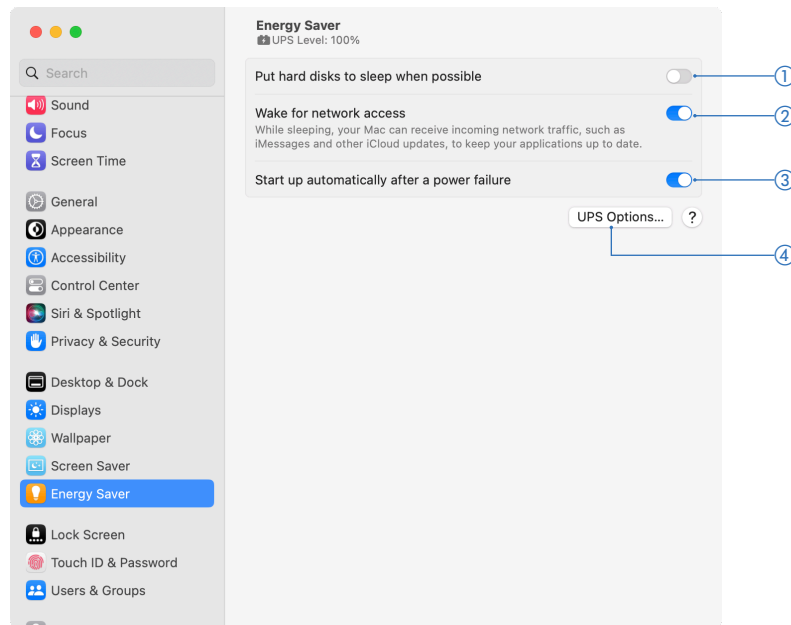 Energy Saver
UPS Level: 100%
Search
Sound
Focus
Screen Time
General
Appearance
Accessibility
Control Center
Siri & Spotlight
Privacy & Security
Desktop & Dock
Displays
Wallpaper
Screen Saver
Energy Saver
Lock Screen
Touch ID & Password
Users & Groups
Put hard disks to sleep when possible
1
Wake for network access
2
While sleeping, your Mac can receive incoming network traffic, such as
iMessages and other iCloud updates, to keep your applications up to date.
Start up automatically after a power failure
3
UPS Options...
?
4